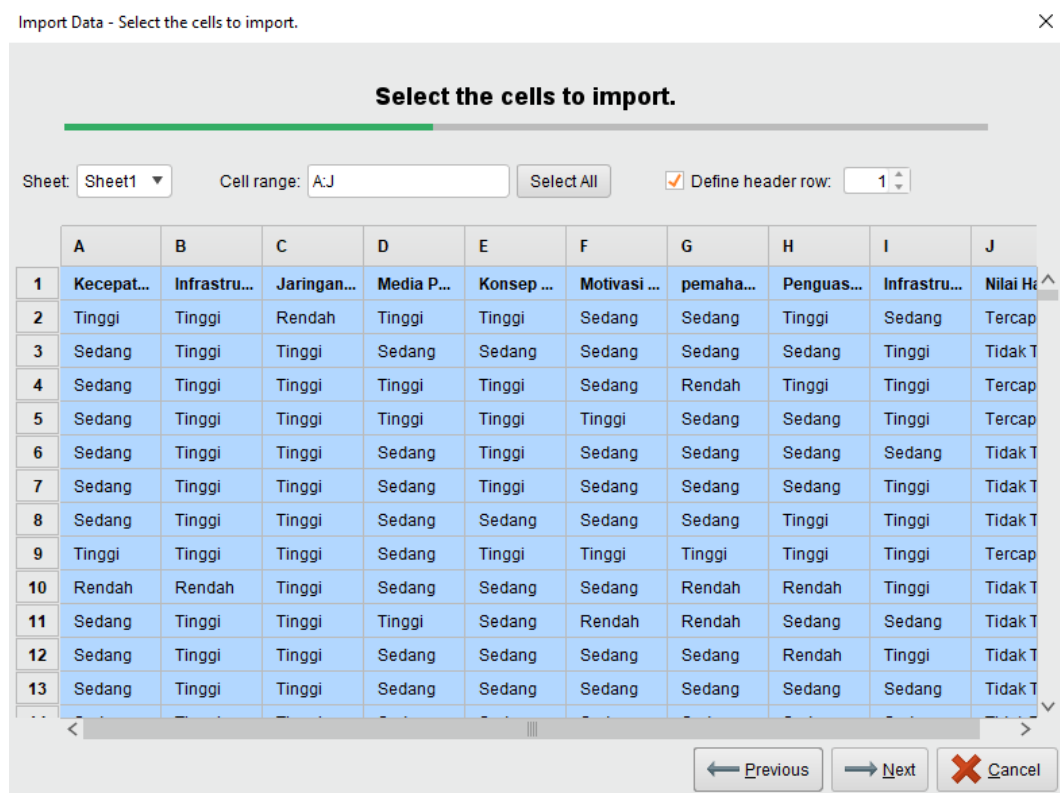 Import Data - Select the cells to import.
Select the cells to import.
Sheet: Sheet1 Cell range: A:J Select All Define header row: 1
A B C D E F G H I J
1 Kecepat... Infrastru... Jaringan... Media P... Konsep ... Motivasi ... pemaha... Penguas... Infrastru... Nilai Ha
2 Tinggi Tinggi Rendah Tinggi Tinggi Sedang Sedang Tinggi Sedang Tercap
3 Sedang Tinggi Tinggi Sedang Sedang Sedang Sedang Sedang Tinggi Tidak T
4 Sedang Tinggi Tinggi Tinggi Tinggi Sedang Rendah Tinggi Tinggi Tercap
5 Sedang Tinggi Tinggi Tinggi Tinggi Tinggi Sedang Sedang Tinggi Tercap
6 Sedang Tinggi Tinggi Sedang Tinggi Sedang Sedang Sedang Sedang Tidak T
7 Sedang Tinggi Tinggi Sedang Tinggi Sedang Sedang Sedang Tinggi Tidak T
8 Sedang Tinggi Tinggi Sedang Sedang Sedang Sedang Tinggi Tinggi Tidak T
9 Tinggi Tinggi Tinggi Sedang Tinggi Tinggi Tinggi Tinggi Tinggi Tercap
10 Rendah Rendah Tinggi Sedang Sedang Sedang Rendah Rendah Tinggi Tidak T
11 Sedang Tinggi Tinggi Tinggi Sedang Rendah Rendah Sedang Sedang Tidak T
12 Sedang Tinggi Tinggi Sedang Sedang Sedang Sedang Rendah Tinggi Tidak T
13 Sedang Tinggi Tinggi Sedang Sedang Sedang Sedang Sedang Sedang Tidak T
Previous Next Cancel